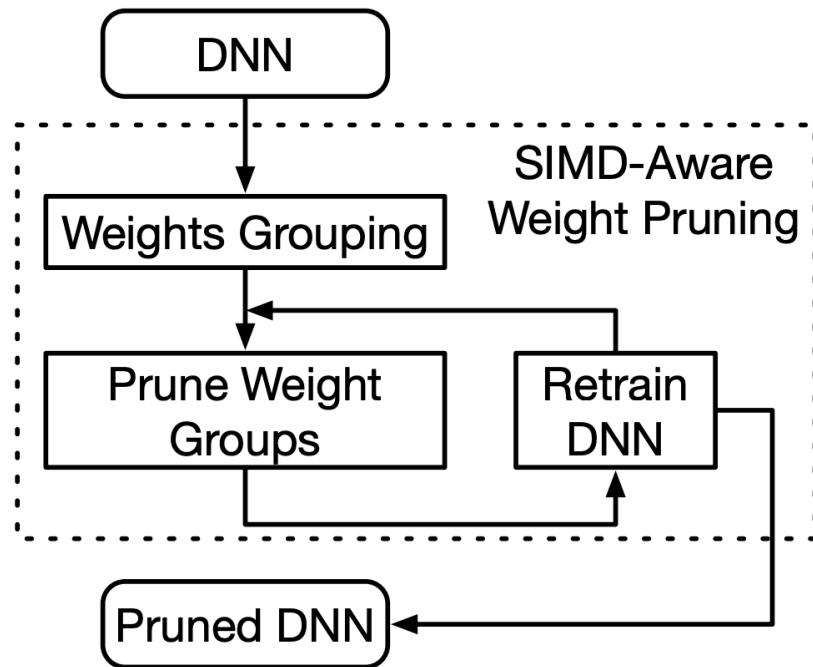 DNN
SIMD-Aware
Weight Pruning
Weights Grouping
Prune Weight
Groups
Retrain
DNN
Pruned DNN